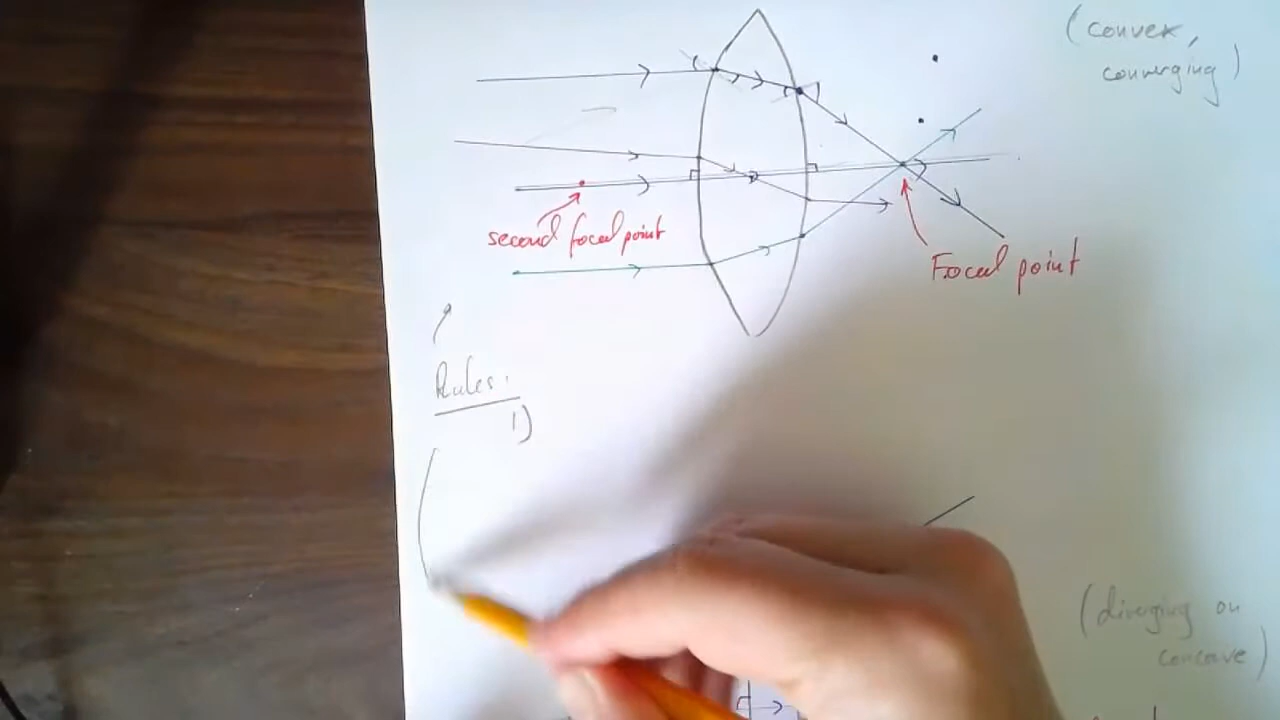 (convex,
converging)
second focal point
Focal point
Rules:
1)
(diverging or
concave)